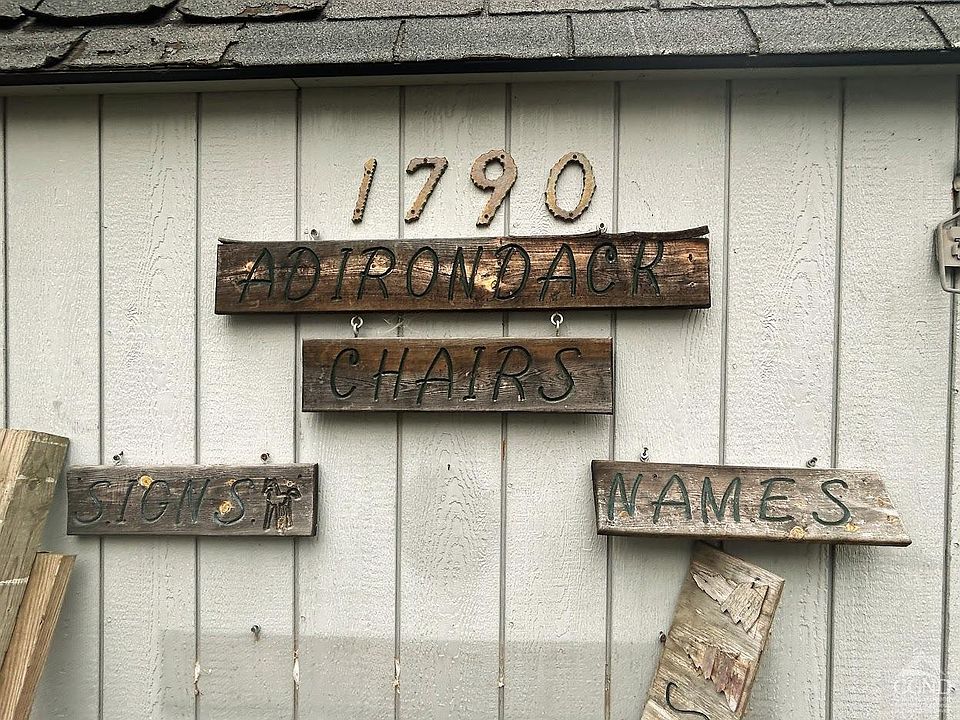 1790
ADIRONDACK
CHAIRS
SIGNS
NAMES